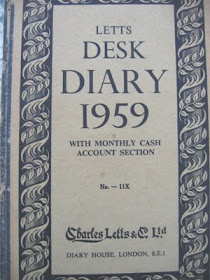 LETTS
DESK
DIARY
1959
WITH MONTHLY CASH
ACCOUNT SECTION
No. — 11X
Charles Letts & Co. Ltd
DIARY HOUSE, LONDON, S.E.1